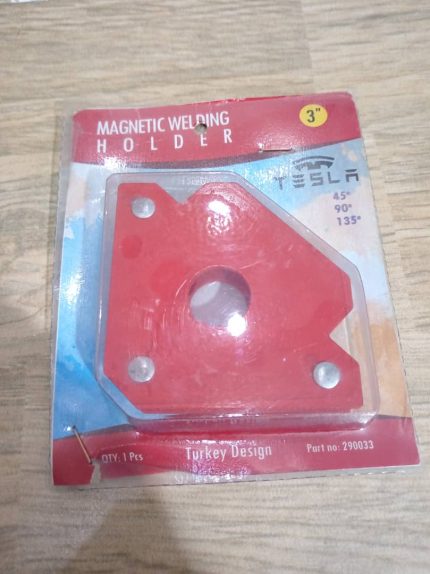 MAGNETIC WELDING
HOLDER
3"
TESLA
45°
90°
135°
QTY: 1 Pcs
Turkey Design
Part no: 290033